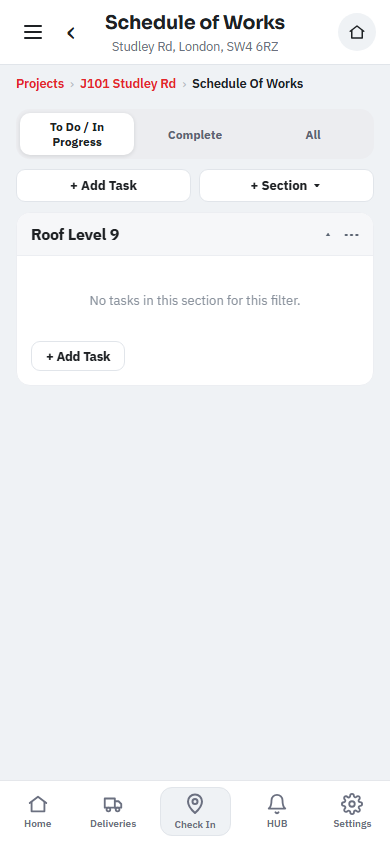 Schedule of Works
Studley Rd, London, SW4 6RZ
Projects › J101 Studley Rd › Schedule Of Works
To Do / In
Progress
Complete
All
+ Add Task
+ Section
Roof Level 9
No tasks in this section for this filter.
+ Add Task
Home
Deliveries
Check In
HUB
Settings